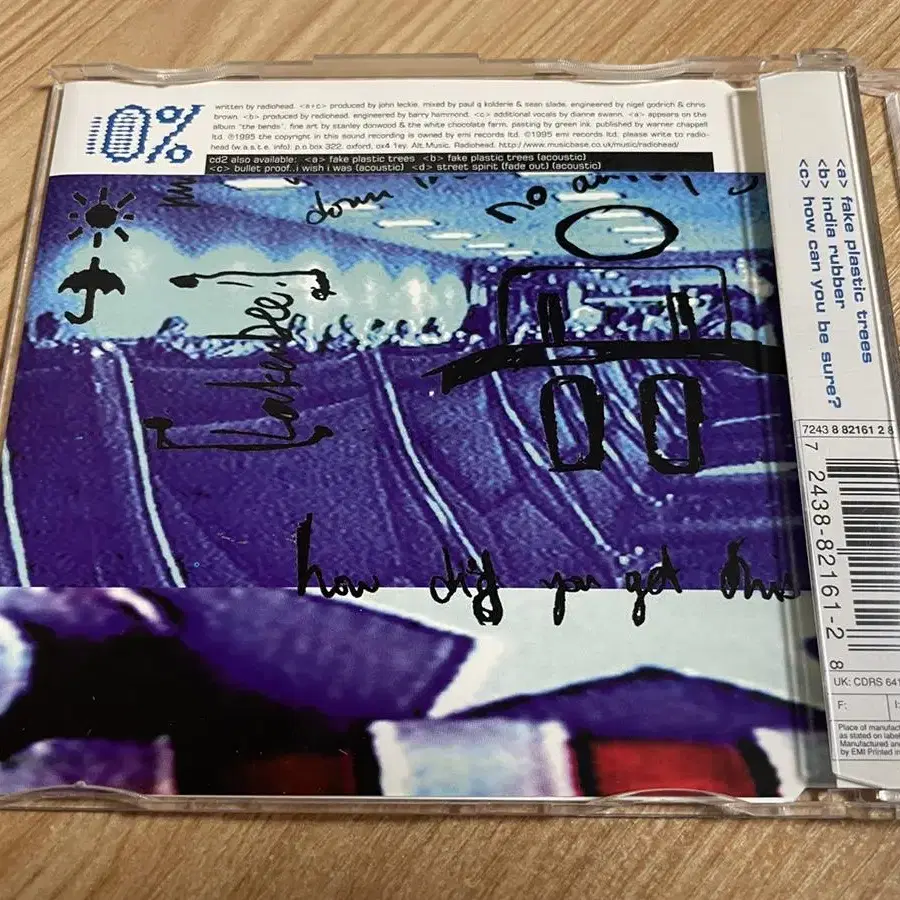 10%
written by radiohead. <a+c> produced by john leckie. mixed by paul q kolderie & sean slade. engineered by nigel godrich & chris
brown <b> produced by radiohead. engineering by barry hammond. <c> additional vocals by dianne swann. <a> appears on the
album "the bends". fine art by stanley donwood & the white chocolate farm. pasting by green ink. published by warner chappell
ltd. ℗1995 the copyright in this sound recording is owned by emi records ltd. ©1995 emi records ltd. please write to radio-
head (w.a.s.t.e. info): p.o box 322. oxford, ox4 1ey. Alt.Music, Radiohead, http://www.musicbase.co.uk/music/radiohead/
cd2 also available: <a> fake plastic trees <b> fake plastic trees (acoustic)
<c> bullet proof..i wish i was (acoustic) <d> street spirit (fade out) (acoustic)
down
no
how did you get this
<a> fake plastic trees
<b> india rubber
<c> how can you be sure?
7243 8 82161 2 8
7 2438-82161-2 8
UK: CDRS 641
F:
I:
Place of manufact
as stated on label
Manufactured and
by EMI Printed in